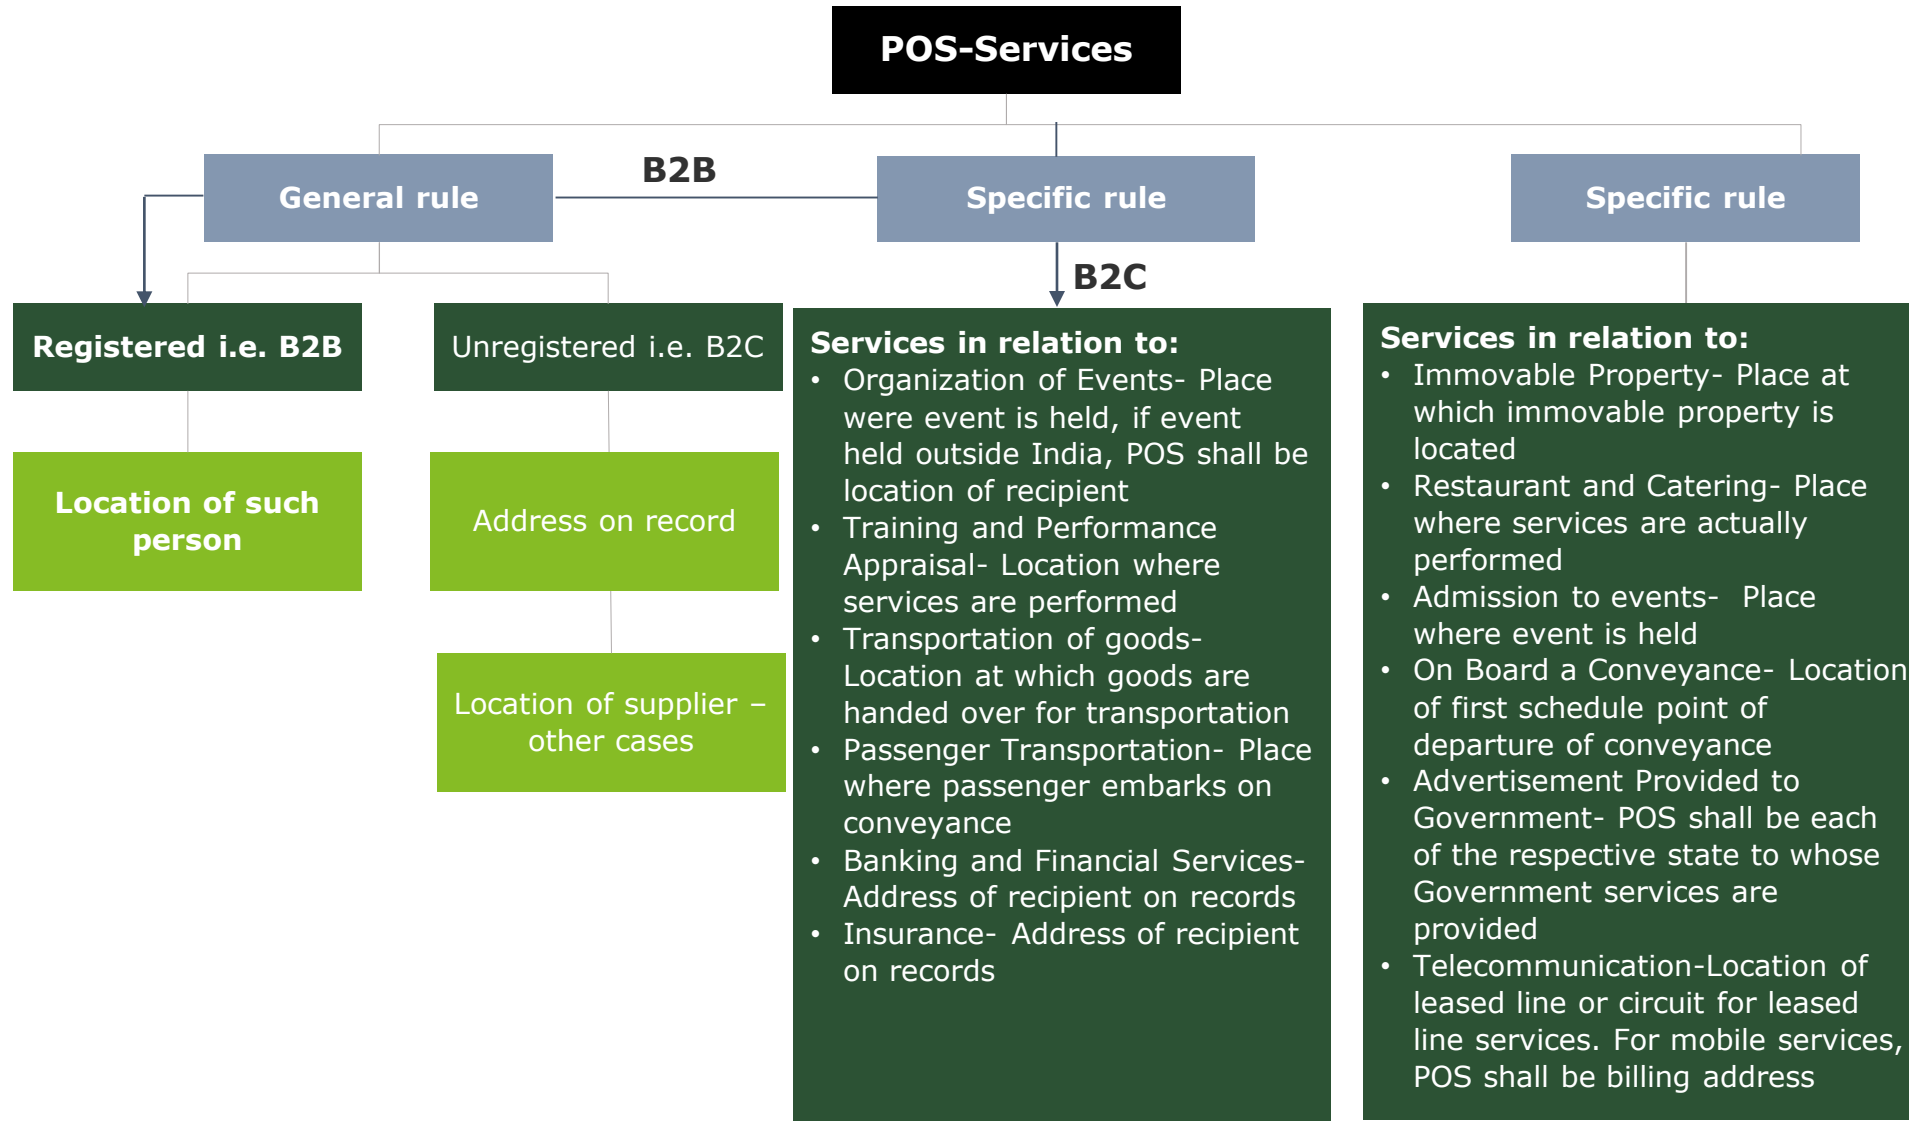 POS-Services
B2B
General rule
Specific rule
Specific rule
B2C
Registered i.e. B2B
Unregistered i.e. B2C
Location of such
person
Address on record
Location of supplier –
other cases
Services in relation to:
• Organization of Events- Place
were event is held, if event
held outside India, POS shall be
location of recipient
• Training and Performance
Appraisal- Location where
services are performed
• Transportation of goods-
Location at which goods are
handed over for transportation
• Passenger Transportation- Place
where passenger embarks on
conveyance
• Banking and Financial Services-
Address of recipient on records
• Insurance- Address of recipient
on records
Services in relation to:
• Immovable Property- Place at
which immovable property is
located
• Restaurant and Catering- Place
where services are actually
performed
• Admission to events- Place
where event is held
• On Board a Conveyance- Location
of first schedule point of
departure of conveyance
• Advertisement Provided to
Government- POS shall be each
of the respective state to whose
Government services are
provided
• Telecommunication-Location of
leased line or circuit for leased
line services. For mobile services,
POS shall be billing address